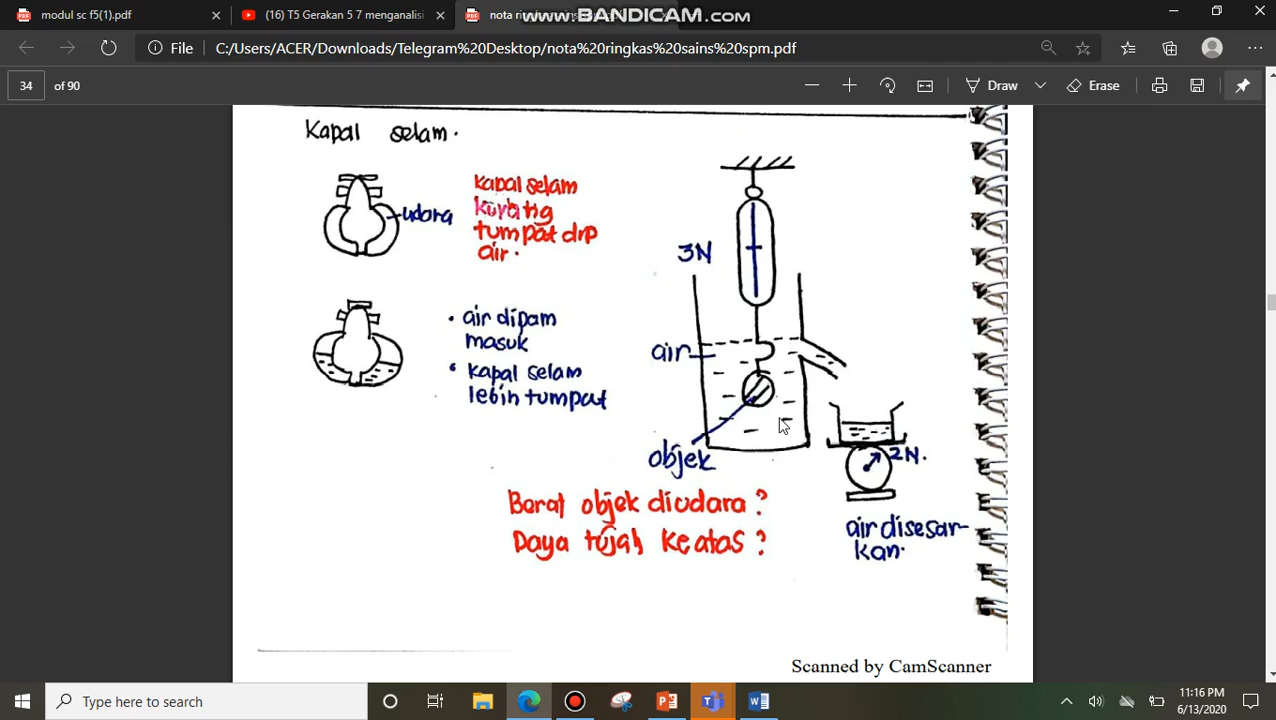 modul sc f5(1).pdf
(16) T5 Gerakan 5 7 menganalisi
nota ri
www.BANDICAM.com
File
C:/Users/ACER/Downloads/Telegram%20Desktop/nota%20ringkas%20sains%20spm.pdf
34 of 90
Draw
Erase
Kapal selam.
udara
kapal selam
kurang
tumpat drp
air.
• air dipam
masuk
• kapal selam
lebih tumpat
3N
air
objek
2N.
air disesar-
kan.
Berat objek diudara?
Daya tujah keatas?
Scanned by CamScanner
Type here to search
11:16 PM
6/13/2020